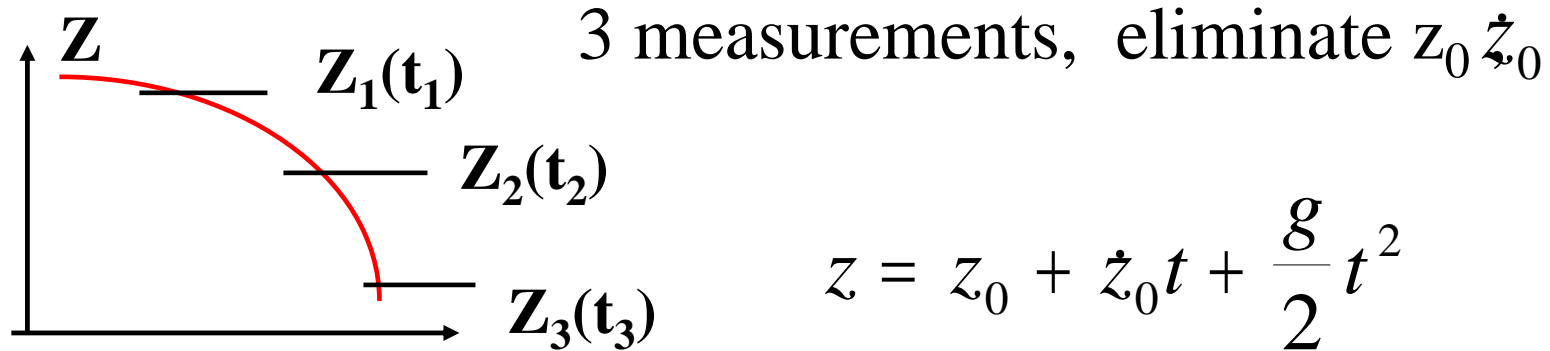 Z
Z₁(t₁)
3 measurements, eliminate z₀ ż₀
Z₂(t₂)
z = z₀ + ż₀t + g/2 t²
Z₃(t₃)